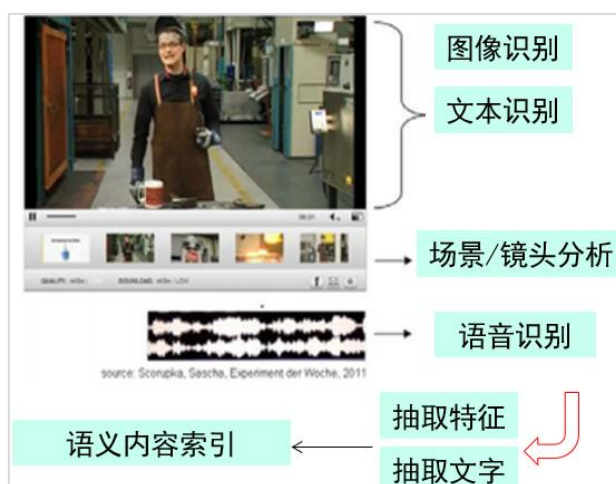 图像识别
文本识别
场景/镜头分析
语音识别
source: Scorupka, Sascha, Experiment der Woche, 2011
抽取特征
语义内容索引
抽取文字